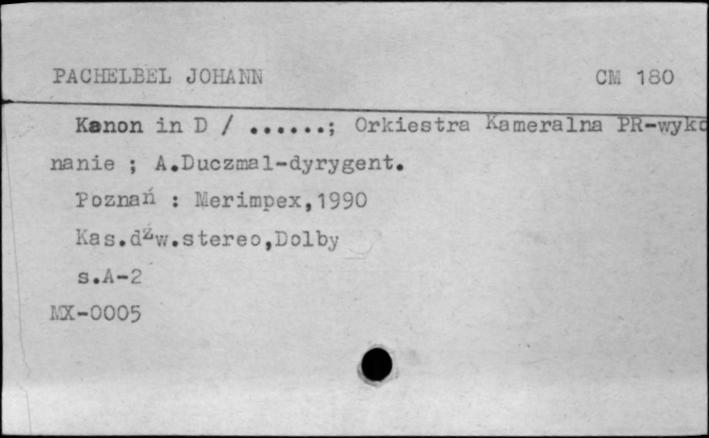 PACHELBEL JOHANN CM 180
Kanon in D / ......; Orkiestra Kameralna PR-wyko
nanie ; A.Duczmal-dyrygent.
Poznań : Merimpex,1990
Kas.dźw.stereo,Dolby
s.A-2
MX-0005